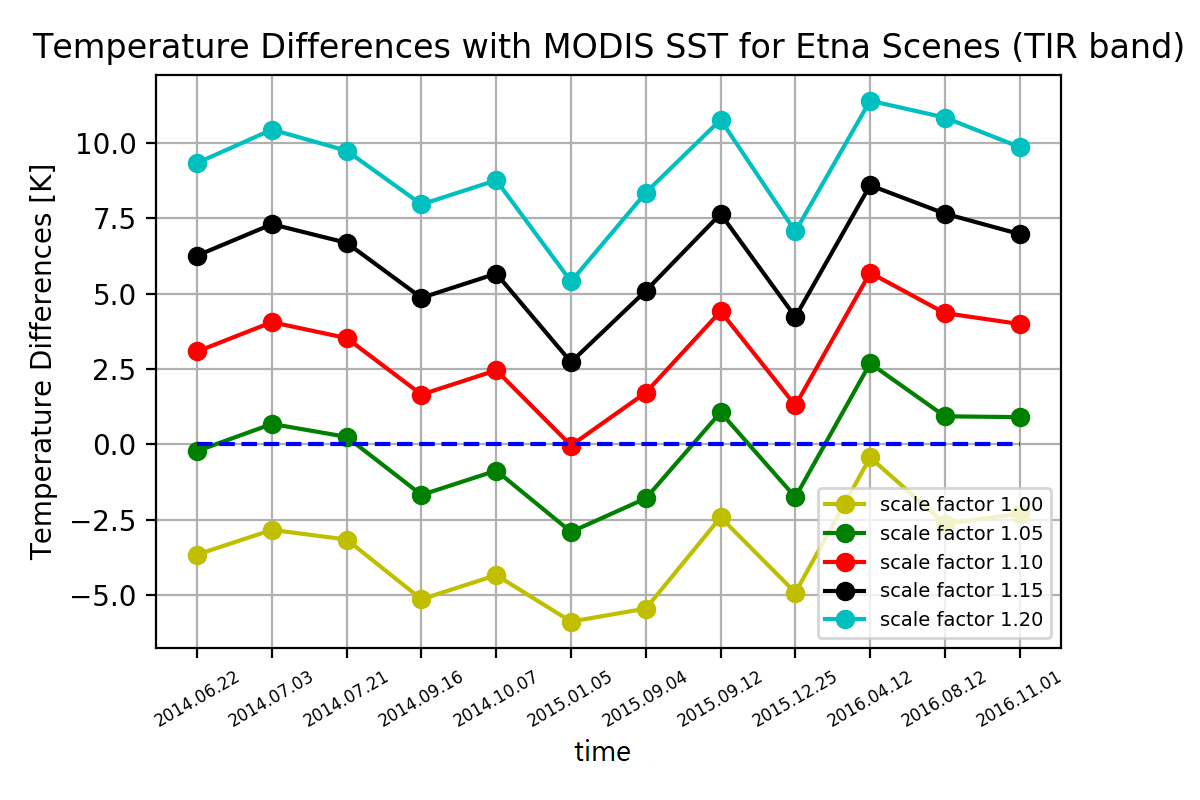 Temperature Differences with MODIS SST for Etna Scenes (TIR band)
Temperature Differences [K]
10.0
7.5
5.0
2.5
0.0
−2.5
−5.0
scale factor 1.00
scale factor 1.05
scale factor 1.10
scale factor 1.15
scale factor 1.20
2014.06.22
2014.07.03
2014.07.21
2014.09.16
2014.10.07
2015.01.05
2015.09.04
2015.09.12
2015.12.25
2016.04.12
2016.08.12
2016.11.01
time